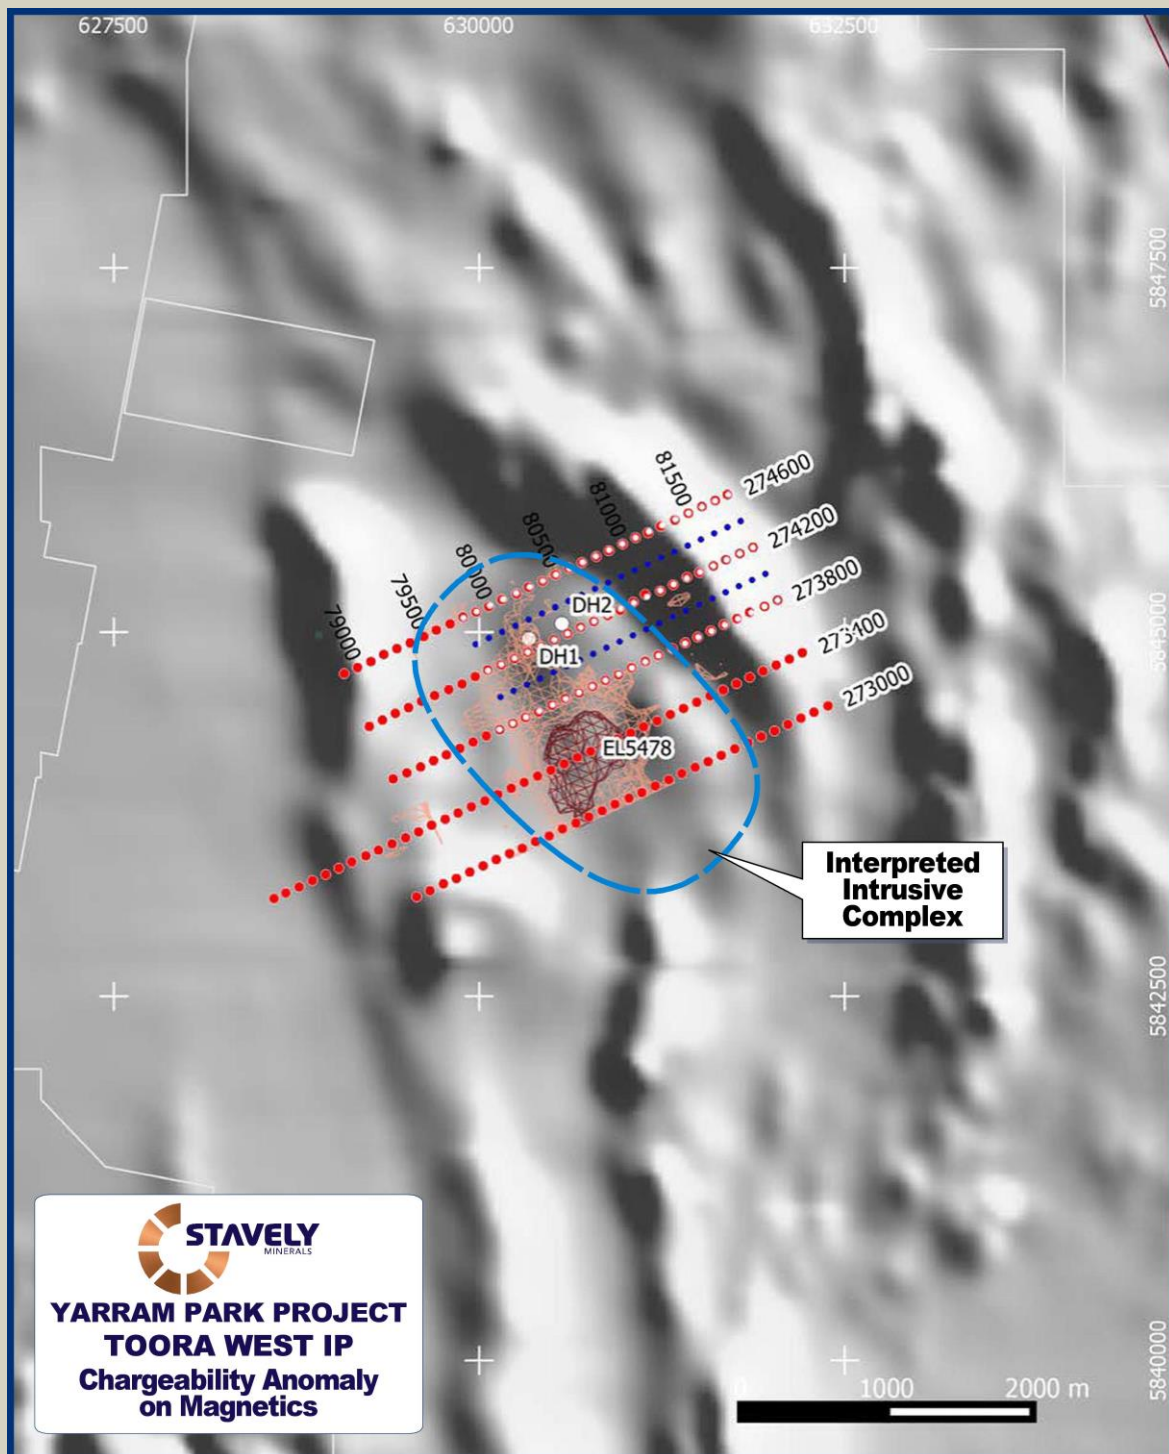 627500 630000 632500
5847500
81500 274600
81000
80500 274200
80000 273800
79500
DH2
79000
5845000
DH1
273400
273000
EL5478
Interpreted
Intrusive
Complex
5842500
STAVELY
MINERALS
YARRAM PARK PROJECT
TOORA WEST IP
Chargeability Anomaly
on Magnetics
5840000
0 1000 2000 m